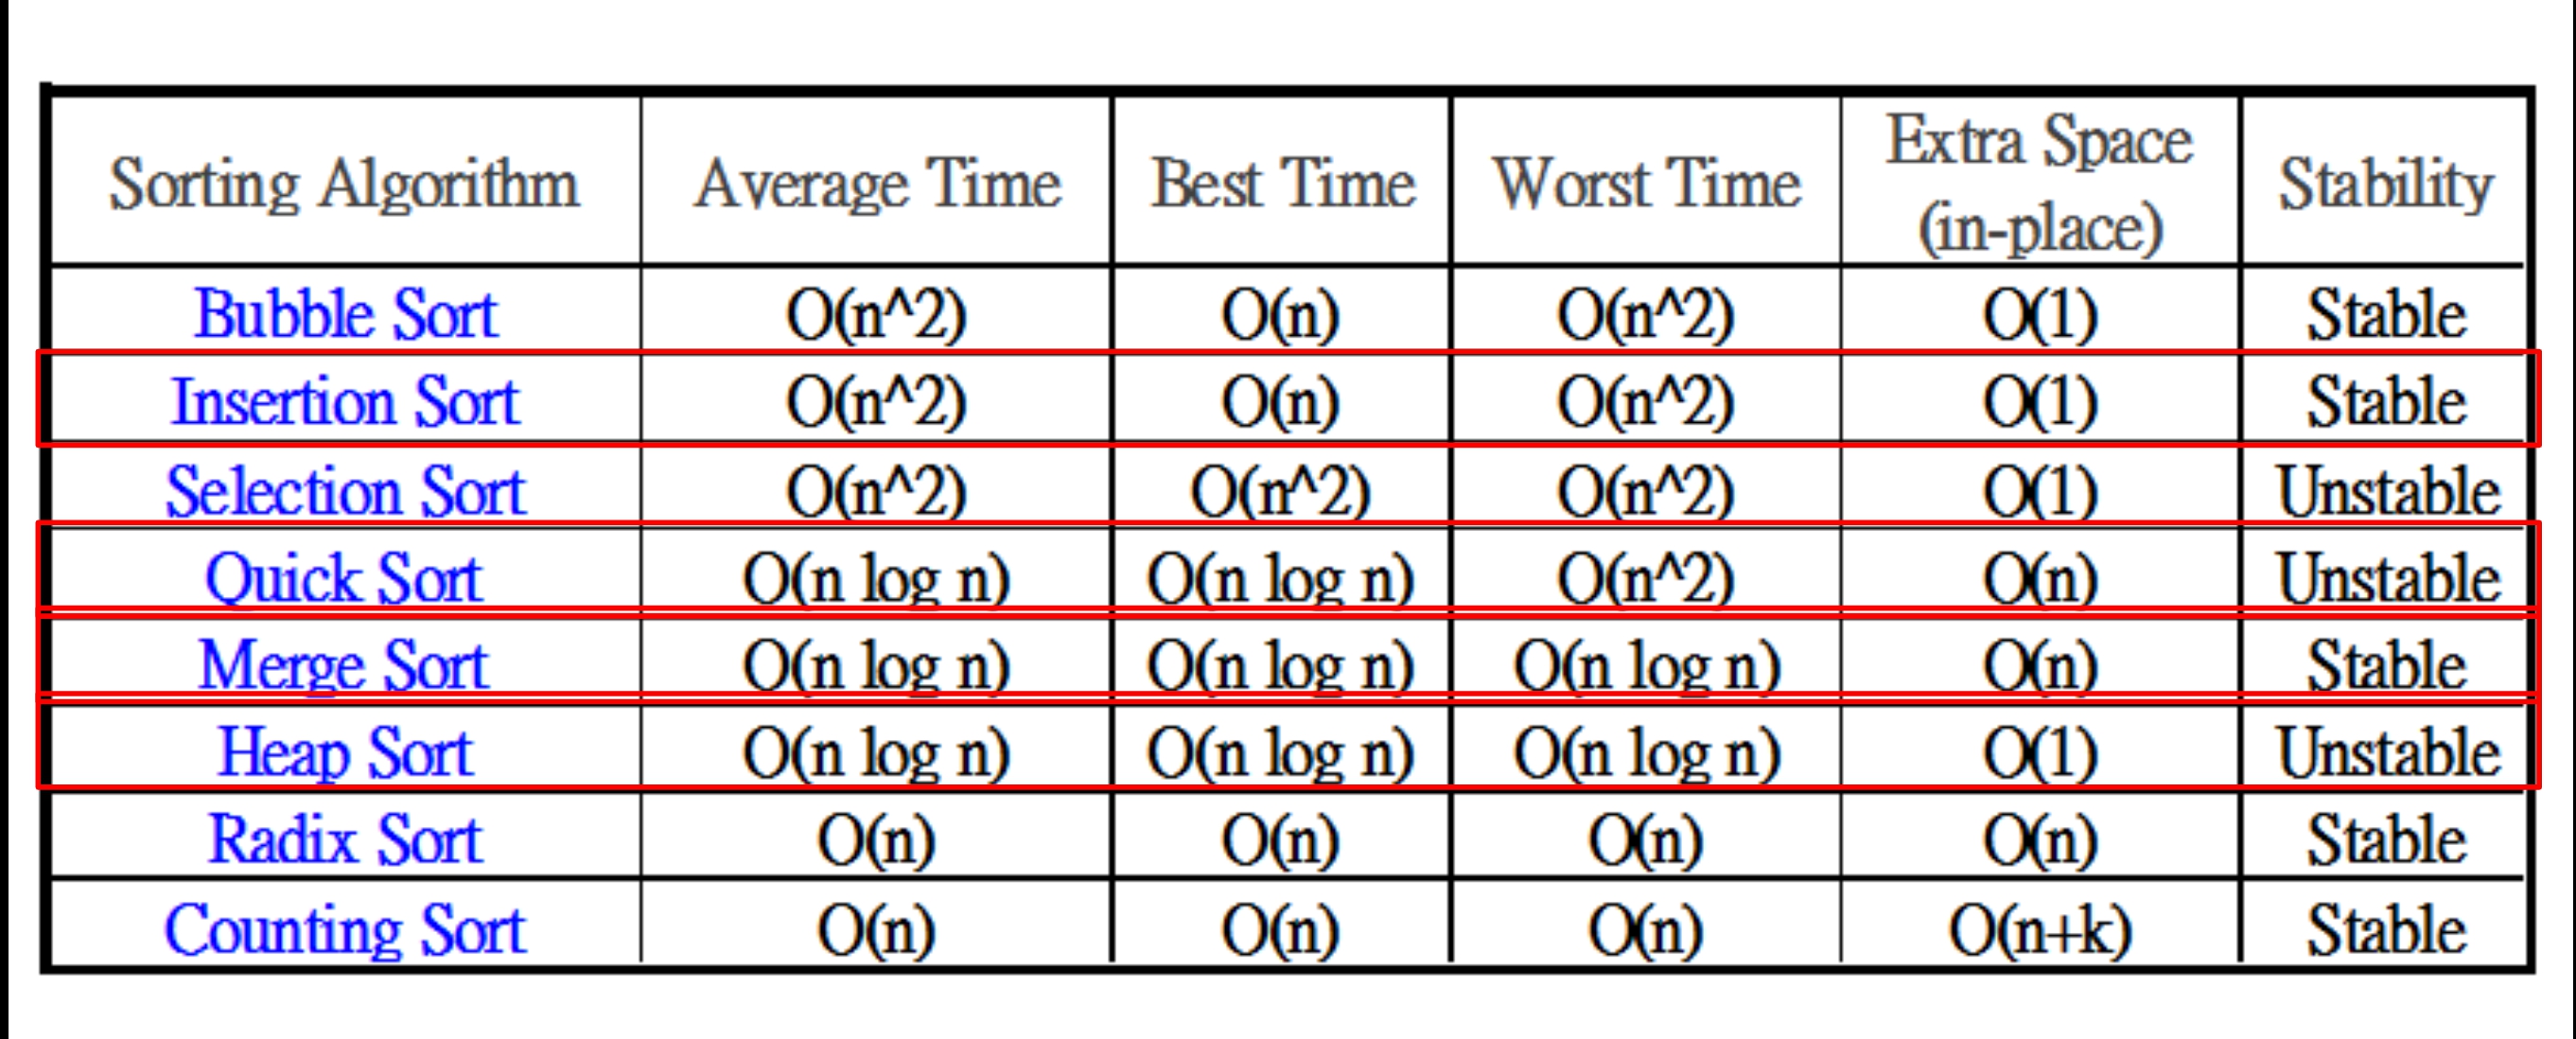 Sorting Algorithm Average Time Best Time Worst Time Extra Space (in-place) Stability
Bubble Sort O(n^2) O(n) O(n^2) O(1) Stable
Insertion Sort O(n^2) O(n) O(n^2) O(1) Stable
Selection Sort O(n^2) O(n^2) O(n^2) O(1) Unstable
Quick Sort O(n log n) O(n log n) O(n^2) O(n) Unstable
Merge Sort O(n log n) O(n log n) O(n log n) O(n) Stable
Heap Sort O(n log n) O(n log n) O(n log n) O(1) Unstable
Radix Sort O(n) O(n) O(n) O(n) Stable
Counting Sort O(n) O(n) O(n) O(n+k) Stable